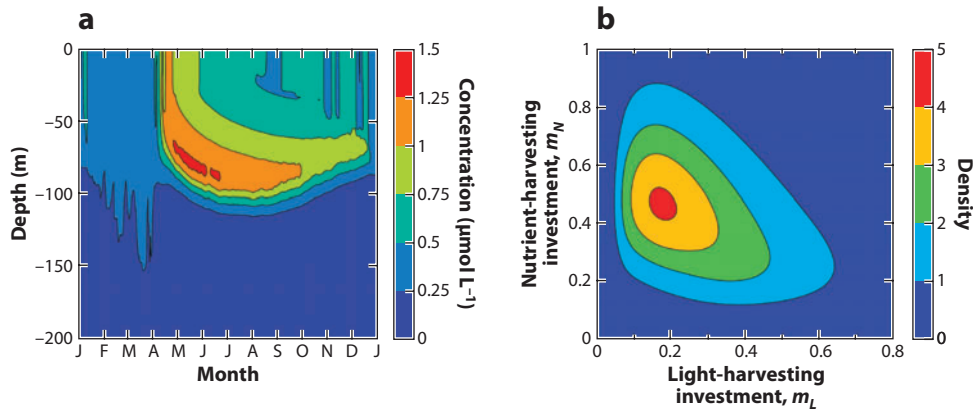 a
0
−50
−100
−150
−200
Depth (m)
J F M A M J J A S O N D J
Month
1.5
1.25
1
0.75
0.5
0.25
0
Concentration (μmol L⁻¹)
b
1
0.8
0.6
0.4
0.2
0
Nutrient-harvesting
investment, mN
0 0.2 0.4 0.6 0.8
Light-harvesting
investment, mL
5
4
3
2
1
0
Density